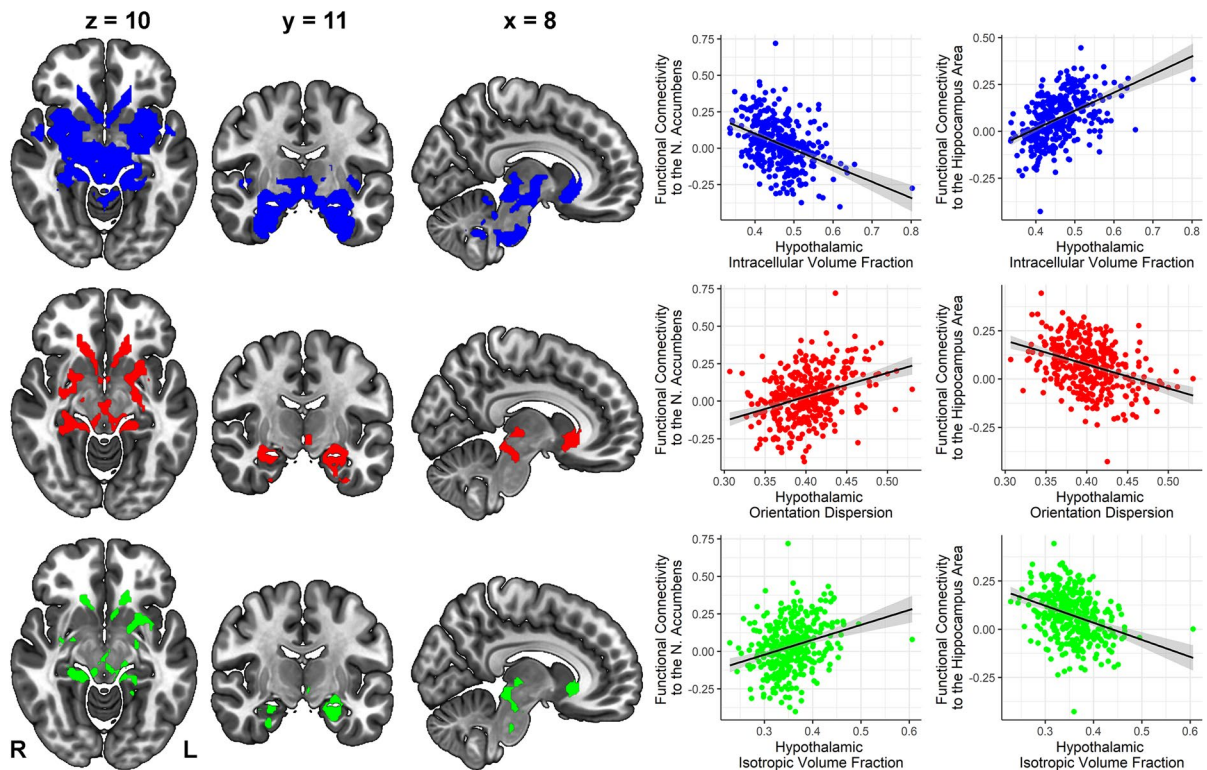 z = 10
y = 11
x = 8
Functional Connectivity
to the N. Accumbens
0.75
0.50
0.25
0.00
-0.25
0.4 0.5 0.6 0.7 0.8
Hypothalamic
Intracellular Volume Fraction
Functional Connectivity
to the Hippocampus Area
0.50
0.25
0.00
-0.25
-0.50
0.4 0.5 0.6 0.7 0.8
Hypothalamic
Intracellular Volume Fraction
Functional Connectivity
to the N. Accumbens
0.75
0.50
0.25
0.00
-0.25
0.30 0.35 0.40 0.45 0.50
Hypothalamic
Orientation Dispersion
Functional Connectivity
to the Hippocampus Area
0.25
0.00
-0.25
0.30 0.35 0.40 0.45 0.50
Hypothalamic
Orientation Dispersion
Functional Connectivity
to the N. Accumbens
0.75
0.50
0.25
0.00
-0.25
0.3 0.4 0.5 0.6
Hypothalamic
Isotropic Volume Fraction
Functional Connectivity
to the Hippocampus Area
0.50
0.25
0.00
-0.25
0.3 0.4 0.5 0.6
Hypothalamic
Isotropic Volume Fraction
R
L